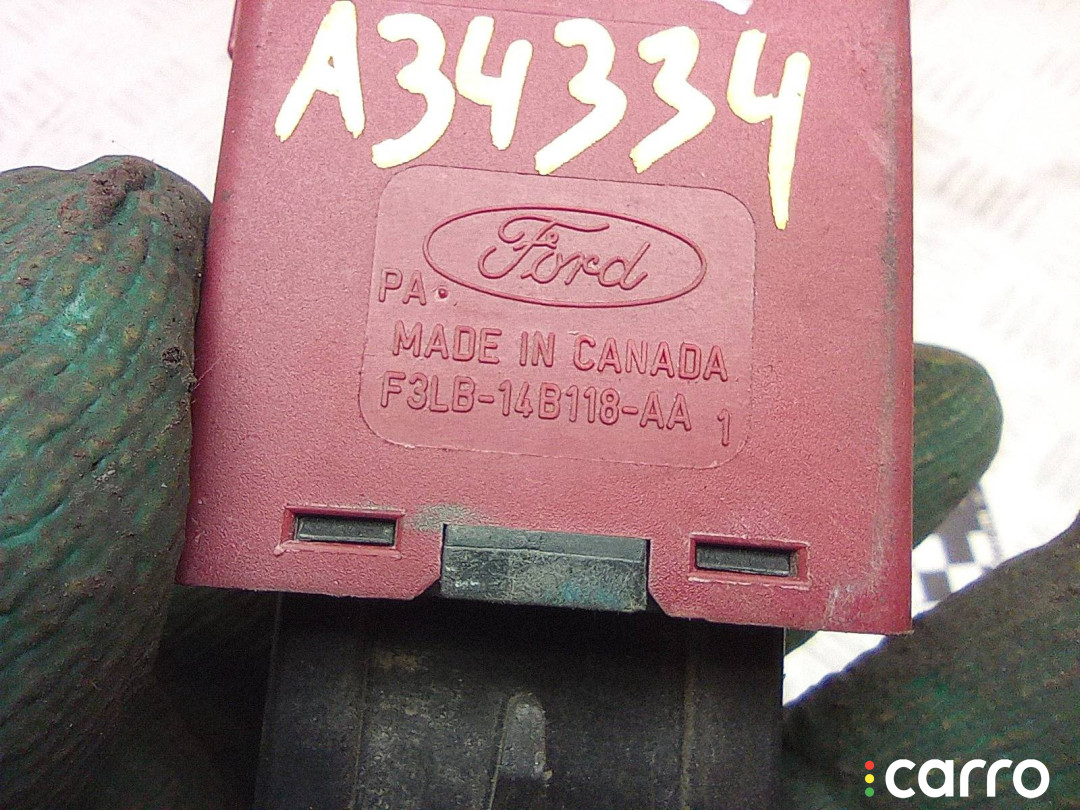 A34334
Ford
PA
MADE IN CANADA
F3LB-14B118-AA 1
carro